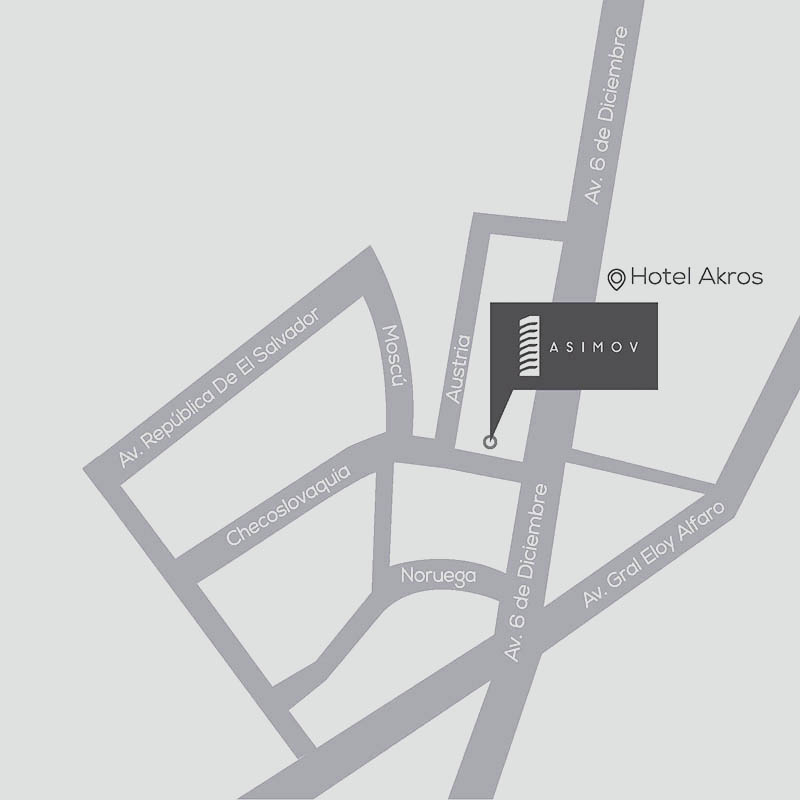 Av. 6 de Diciembre
Hotel Akros
Av. República De El Salvador
Moscú
Austria
ASIMOV
Checoslovaquia
Av. 6 de Diciembre
Av. Gral Eloy Alfaro
Noruega